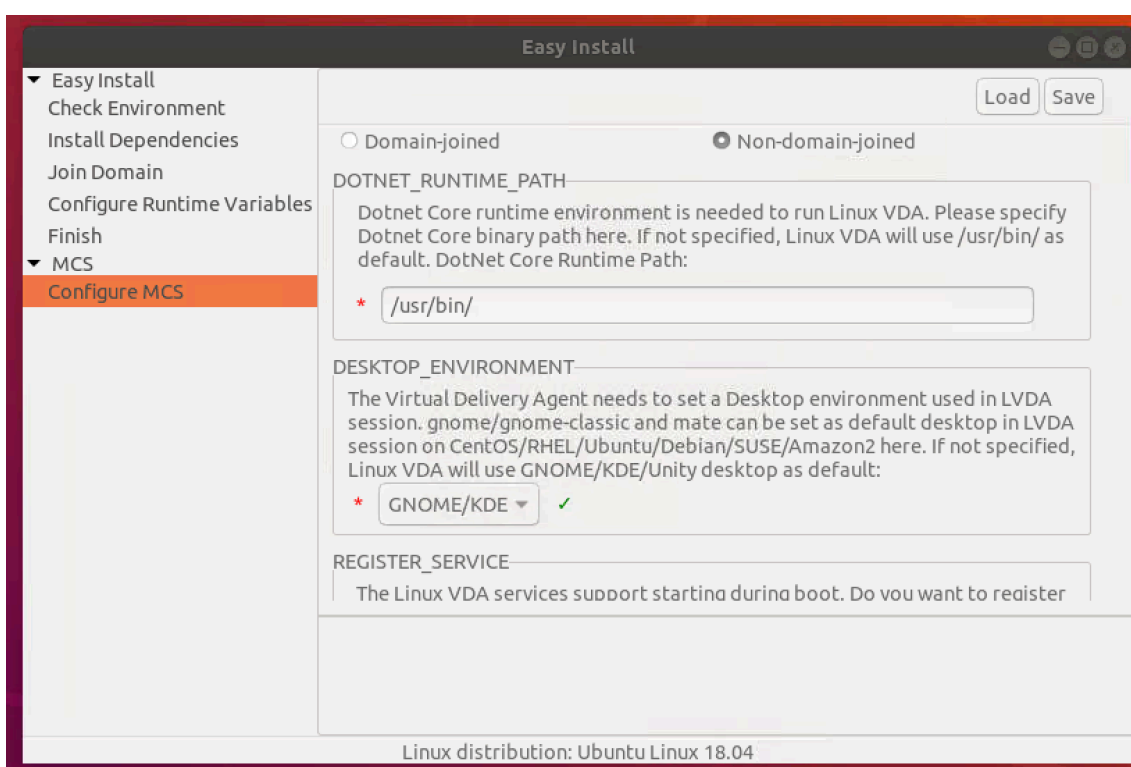 Easy Install
Easy Install
Check Environment
Install Dependencies
Join Domain
Configure Runtime Variables
Finish
MCS
Configure MCS
Load Save
Domain-joined Non-domain-joined
DOTNET_RUNTIME_PATH
Dotnet Core runtime environment is needed to run Linux VDA. Please specify
Dotnet Core binary path here. If not specified, Linux VDA will use /usr/bin/ as
default. DotNet Core Runtime Path:
* /usr/bin/
DESKTOP_ENVIRONMENT
The Virtual Delivery Agent needs to set a Desktop environment used in LVDA
session. gnome/gnome-classic and mate can be set as default desktop in LVDA
session on CentOS/RHEL/Ubuntu/Debian/SUSE/Amazon2 here. If not specified,
Linux VDA will use GNOME/KDE/Unity desktop as default:
* GNOME/KDE ✓
REGISTER_SERVICE
The Linux VDA services support starting during boot. Do you want to register
Linux distribution: Ubuntu Linux 18.04